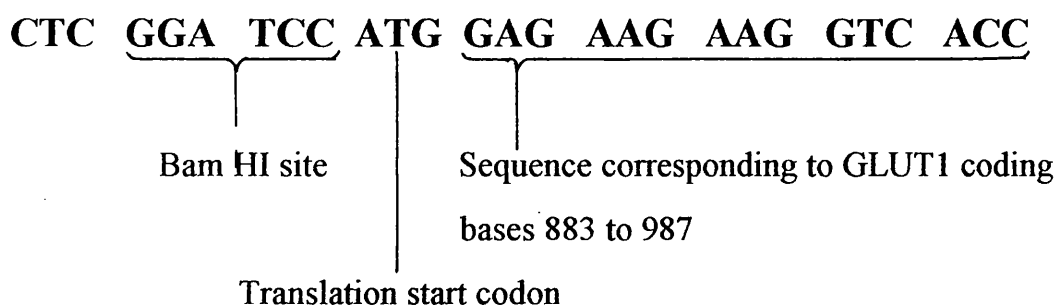 CTC GGA TCC ATG GAG AAG AAG GTC ACC
Bam HI site
Sequence corresponding to GLUT1 coding
bases 883 to 987
Translation start codon